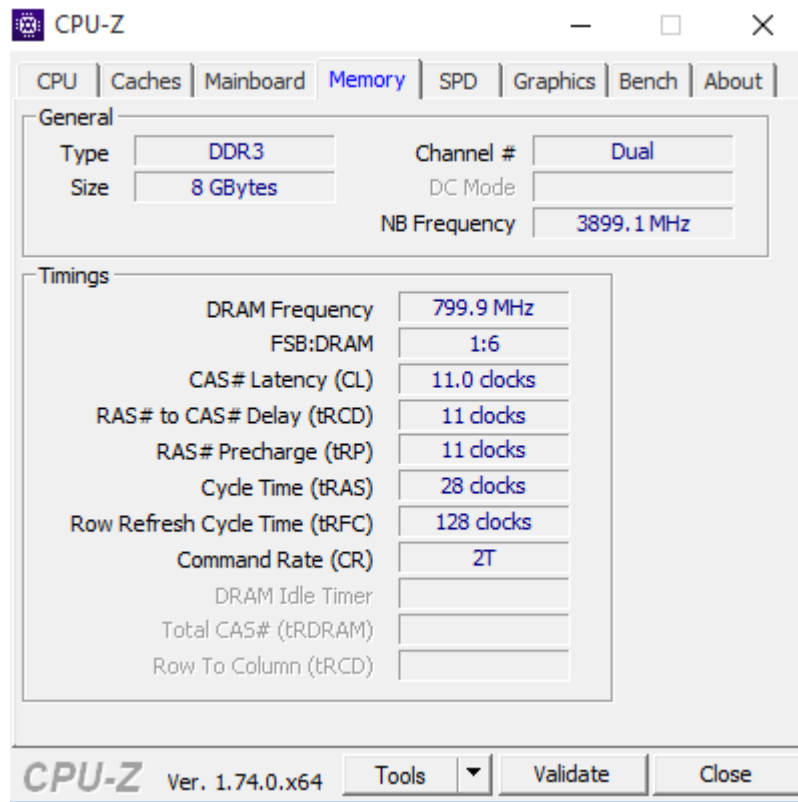 CPU-Z
CPU Caches Mainboard Memory SPD Graphics Bench About
General
Type DDR3 Channel # Dual
Size 8 GBytes DC Mode
NB Frequency 3899.1 MHz
Timings
DRAM Frequency 799.9 MHz
FSB:DRAM 1:6
CAS# Latency (CL) 11.0 clocks
RAS# to CAS# Delay (tRCD) 11 clocks
RAS# Precharge (tRP) 11 clocks
Cycle Time (tRAS) 28 clocks
Row Refresh Cycle Time (tRFC) 128 clocks
Command Rate (CR) 2T
DRAM Idle Timer
Total CAS# (tRDRAM)
Row To Column (tRCD)
CPU-Z Ver. 1.74.0.x64 Tools Validate Close